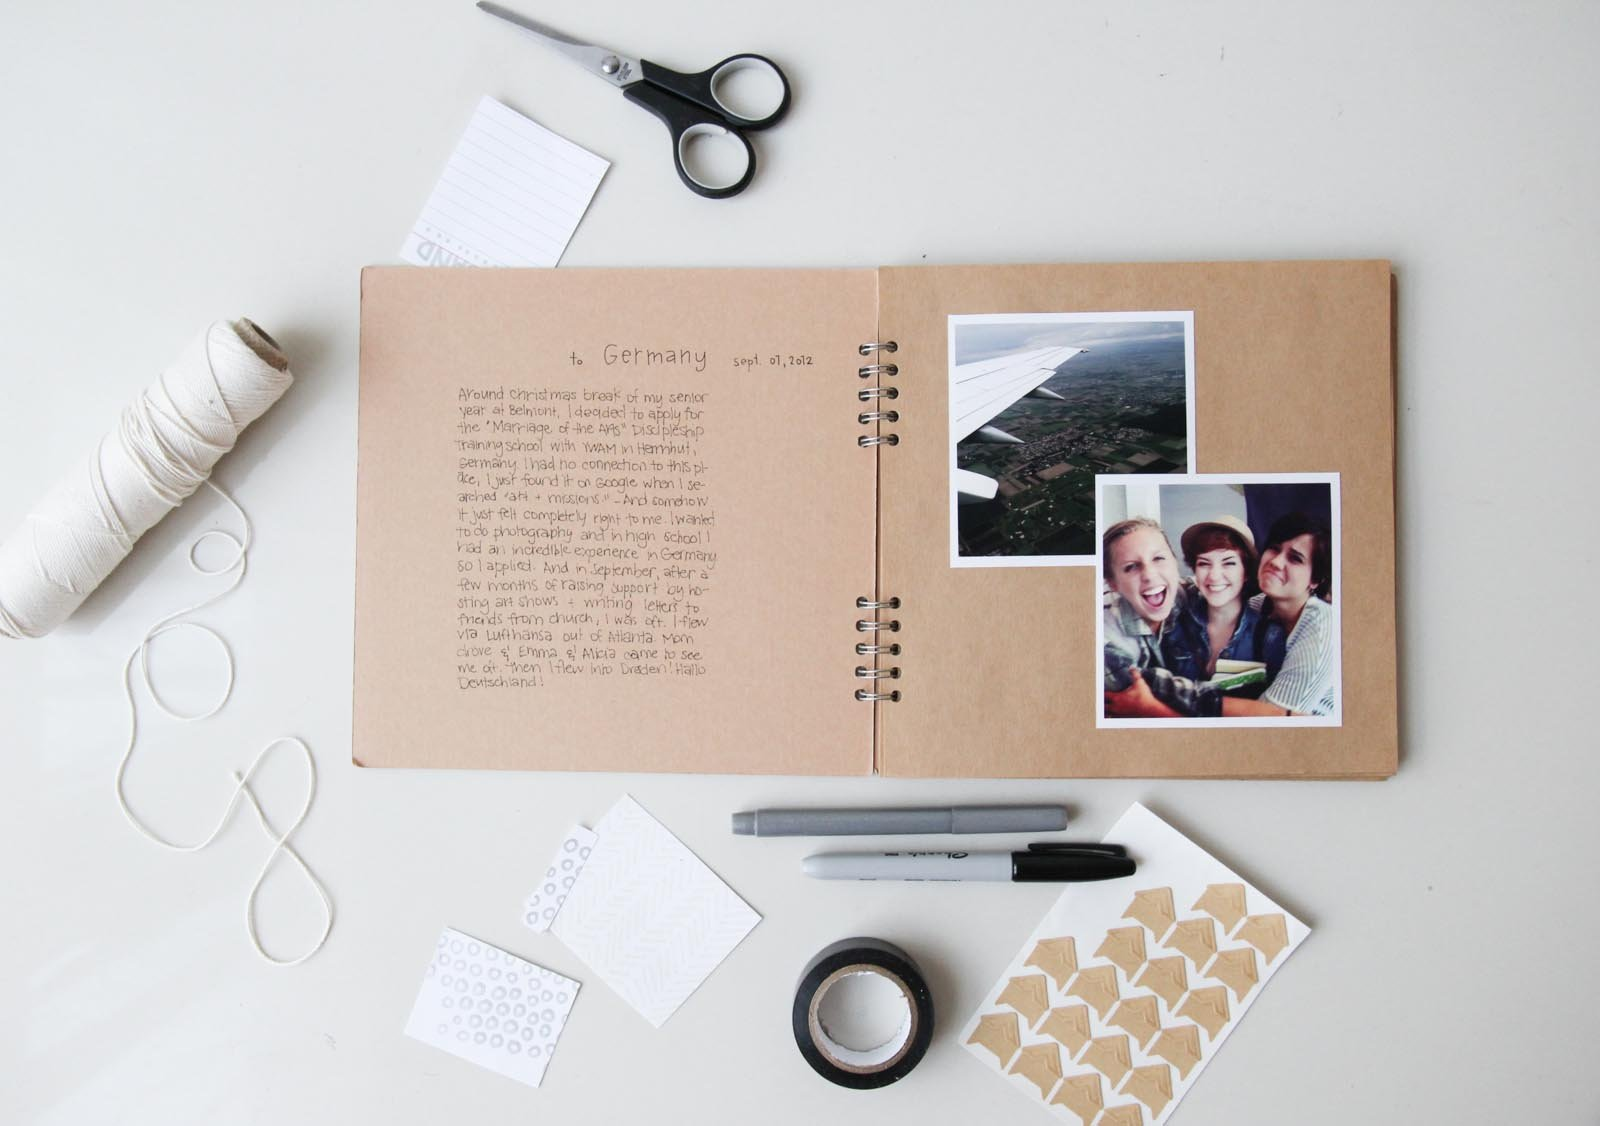 to Germany sept. 07, 2012
Around christmas break of my senior
year at Belmont, I decided to apply for
the "Marriage of the Arts" Discipleship
Training school with YWAM in Herrnhut,
Germany. I had no connection to this pl-
ace, I just found it on Google when I se-
arched "art + missions." And somehow
it just felt completely right to me. I wanted
to do photography and in high school I
had an incredible experience in Germany
so I applied. And in September, after a
few months of raising support by ho-
sting art shows + writing letters to
friends from church, I was off. I flew
via Lufthansa out of Atlanta. Mom
drove & Emma & Alicia came to see
me off. Then I flew into Dresden! Hallo
Deutschland!
Sharpie